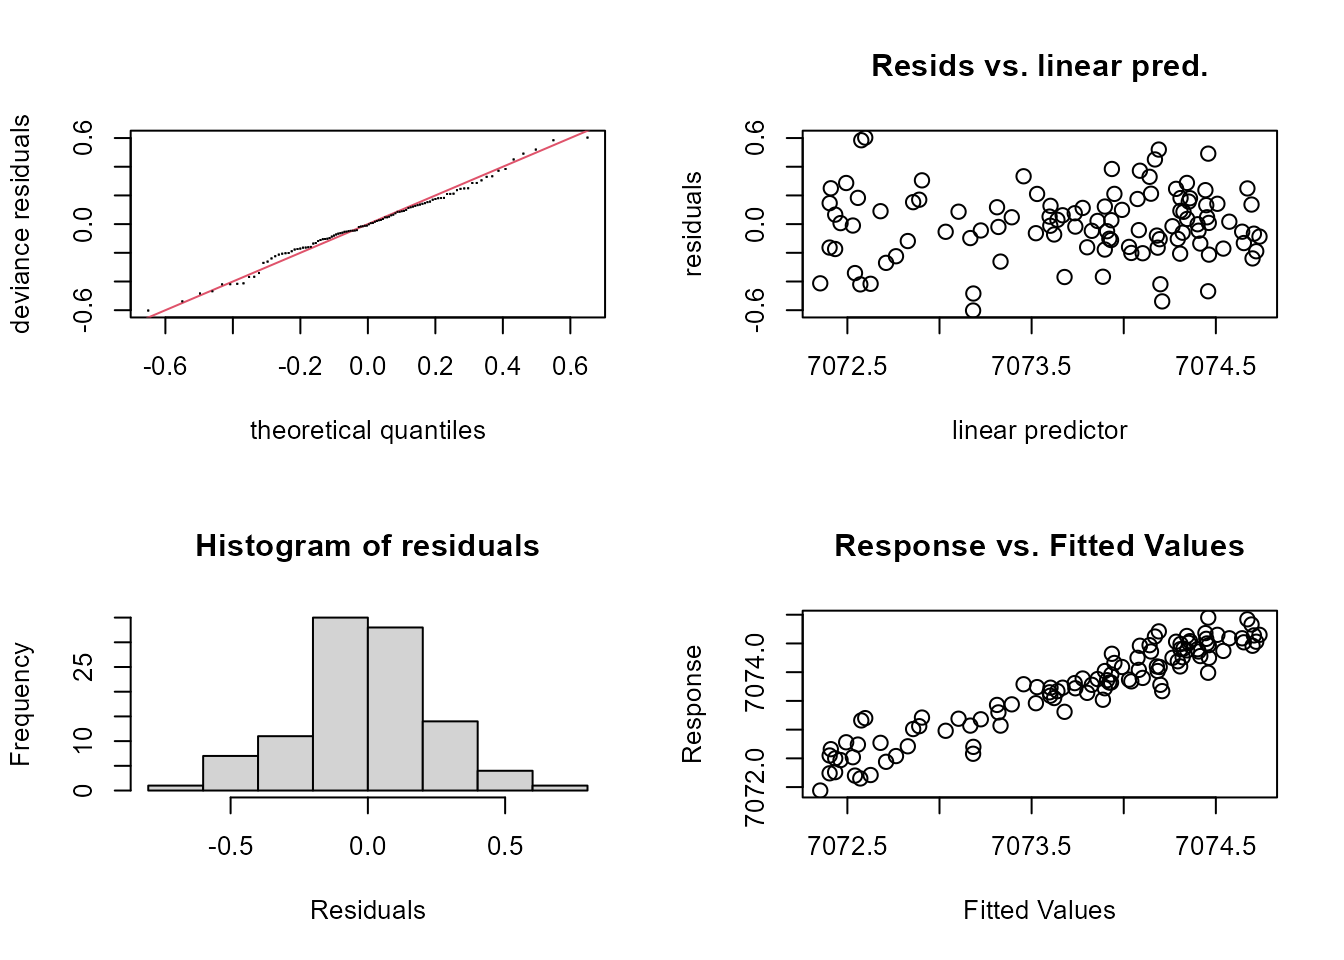 deviance residuals
-0.6 0.0 0.6
-0.6 -0.2 0.0 0.2 0.4 0.6
theoretical quantiles
Resids vs. linear pred.
residuals
-0.6 0.0 0.6
7072.5 7073.5 7074.5
linear predictor
Histogram of residuals
Frequency
0 10 25
-0.5 0.0 0.5
Residuals
Response vs. Fitted Values
Response
7072.0 7074.0
7072.5 7073.5 7074.5
Fitted Values